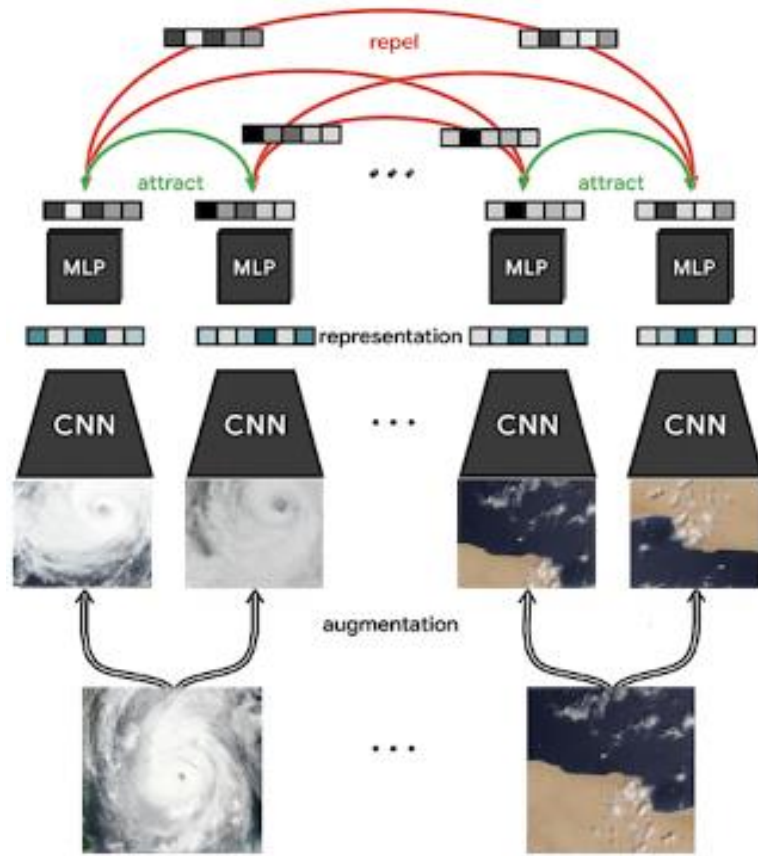 repel
attract
attract
MLP
MLP
MLP
MLP
representation
CNN
CNN
CNN
CNN
augmentation